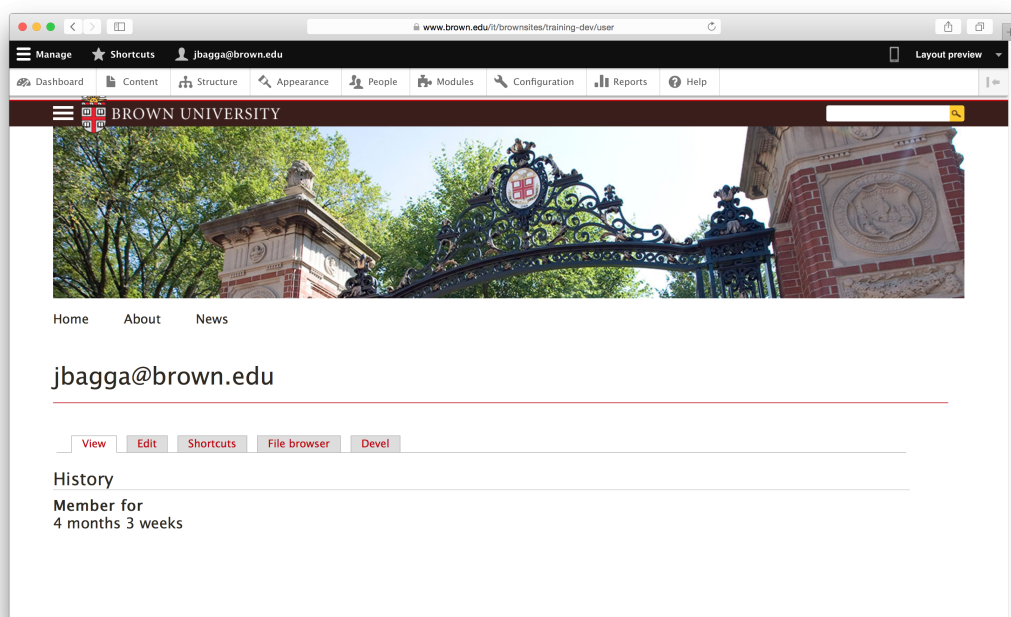 www.brown.edu/it/brownsites/training-dev/user
Manage Shortcuts jbagga@brown.edu Layout preview
Dashboard Content Structure Appearance People Modules Configuration Reports Help
BROWN UNIVERSITY
Home About News
jbagga@brown.edu
View Edit Shortcuts File browser Devel
History
Member for
4 months 3 weeks